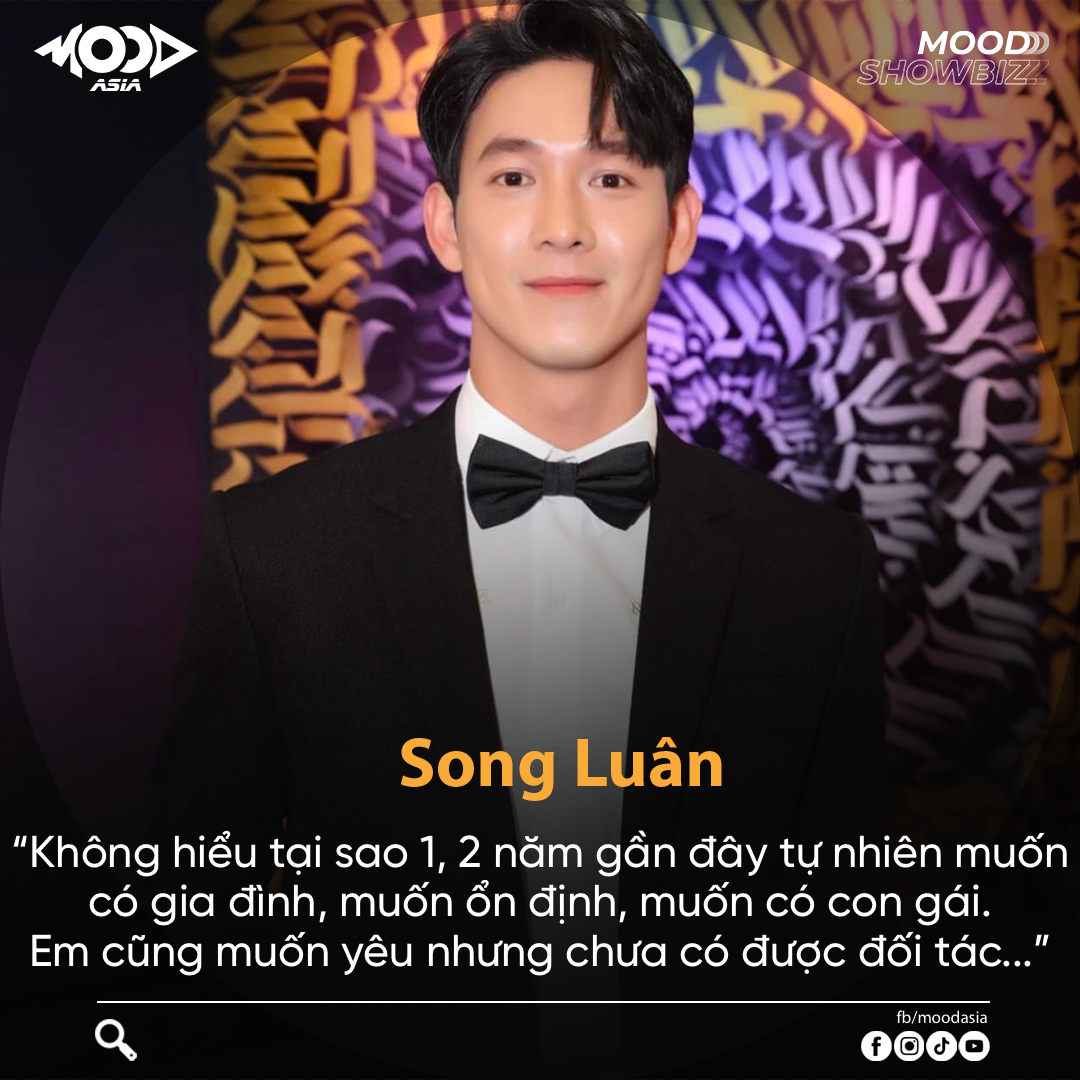 MOOD
ASIA
MOOD
SHOWBIZ
Song Luân
“Không hiểu tại sao 1, 2 năm gần đây tự nhiên muốn
có gia đình, muốn ổn định, muốn có con gái.
Em cũng muốn yêu nhưng chưa có được đối tác...”
fb/moodasia